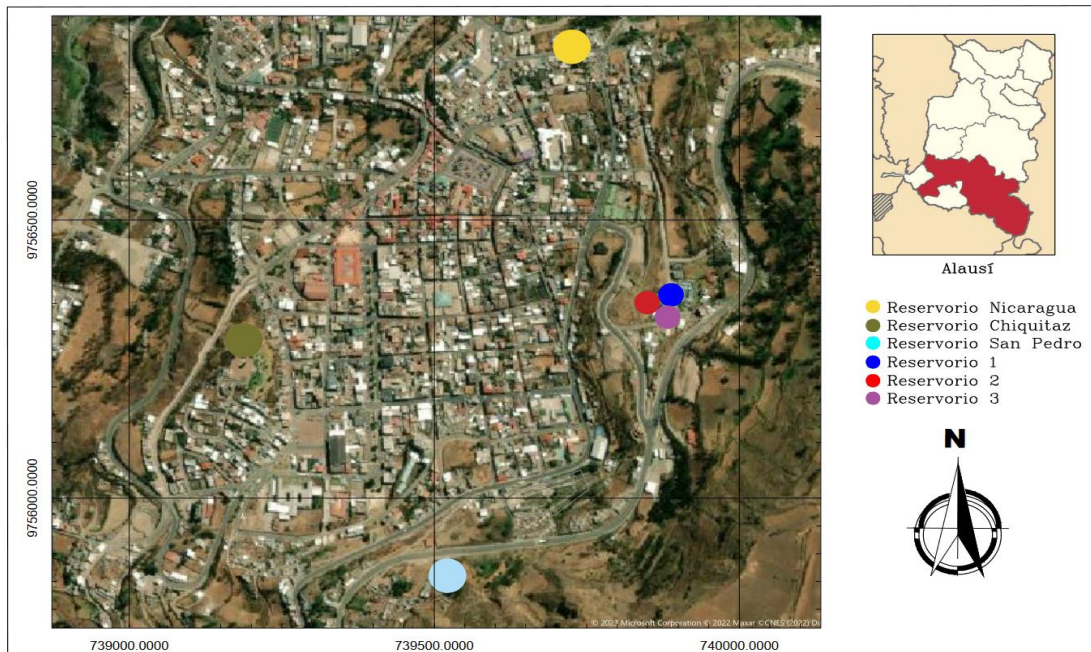 9756500.0000
9756000.0000
739000.0000
739500.0000
740000.0000
Alausí
Reservorio Nicaragua
Reservorio Chiquitaz
Reservorio San Pedro
Reservorio 1
Reservorio 2
Reservorio 3
N
Microsoft Corporation © 2022 Maxar ©CNES (2022) Di